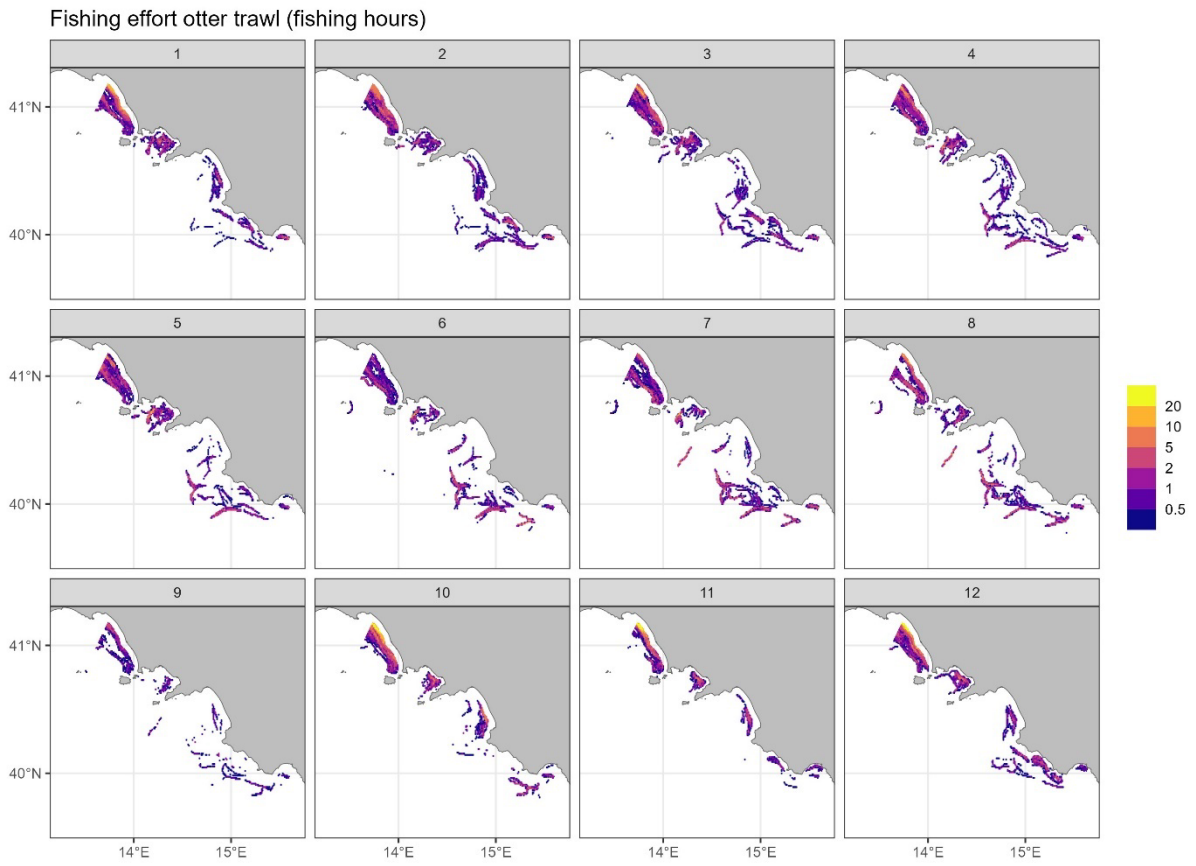 Fishing effort otter trawl (fishing hours)
1 2 3 4
41°N
40°N
5 6 7 8
41°N
40°N
20
10
5
2
1
0.5
9 10 11 12
41°N
40°N
14°E 15°E 14°E 15°E 14°E 15°E 14°E 15°E